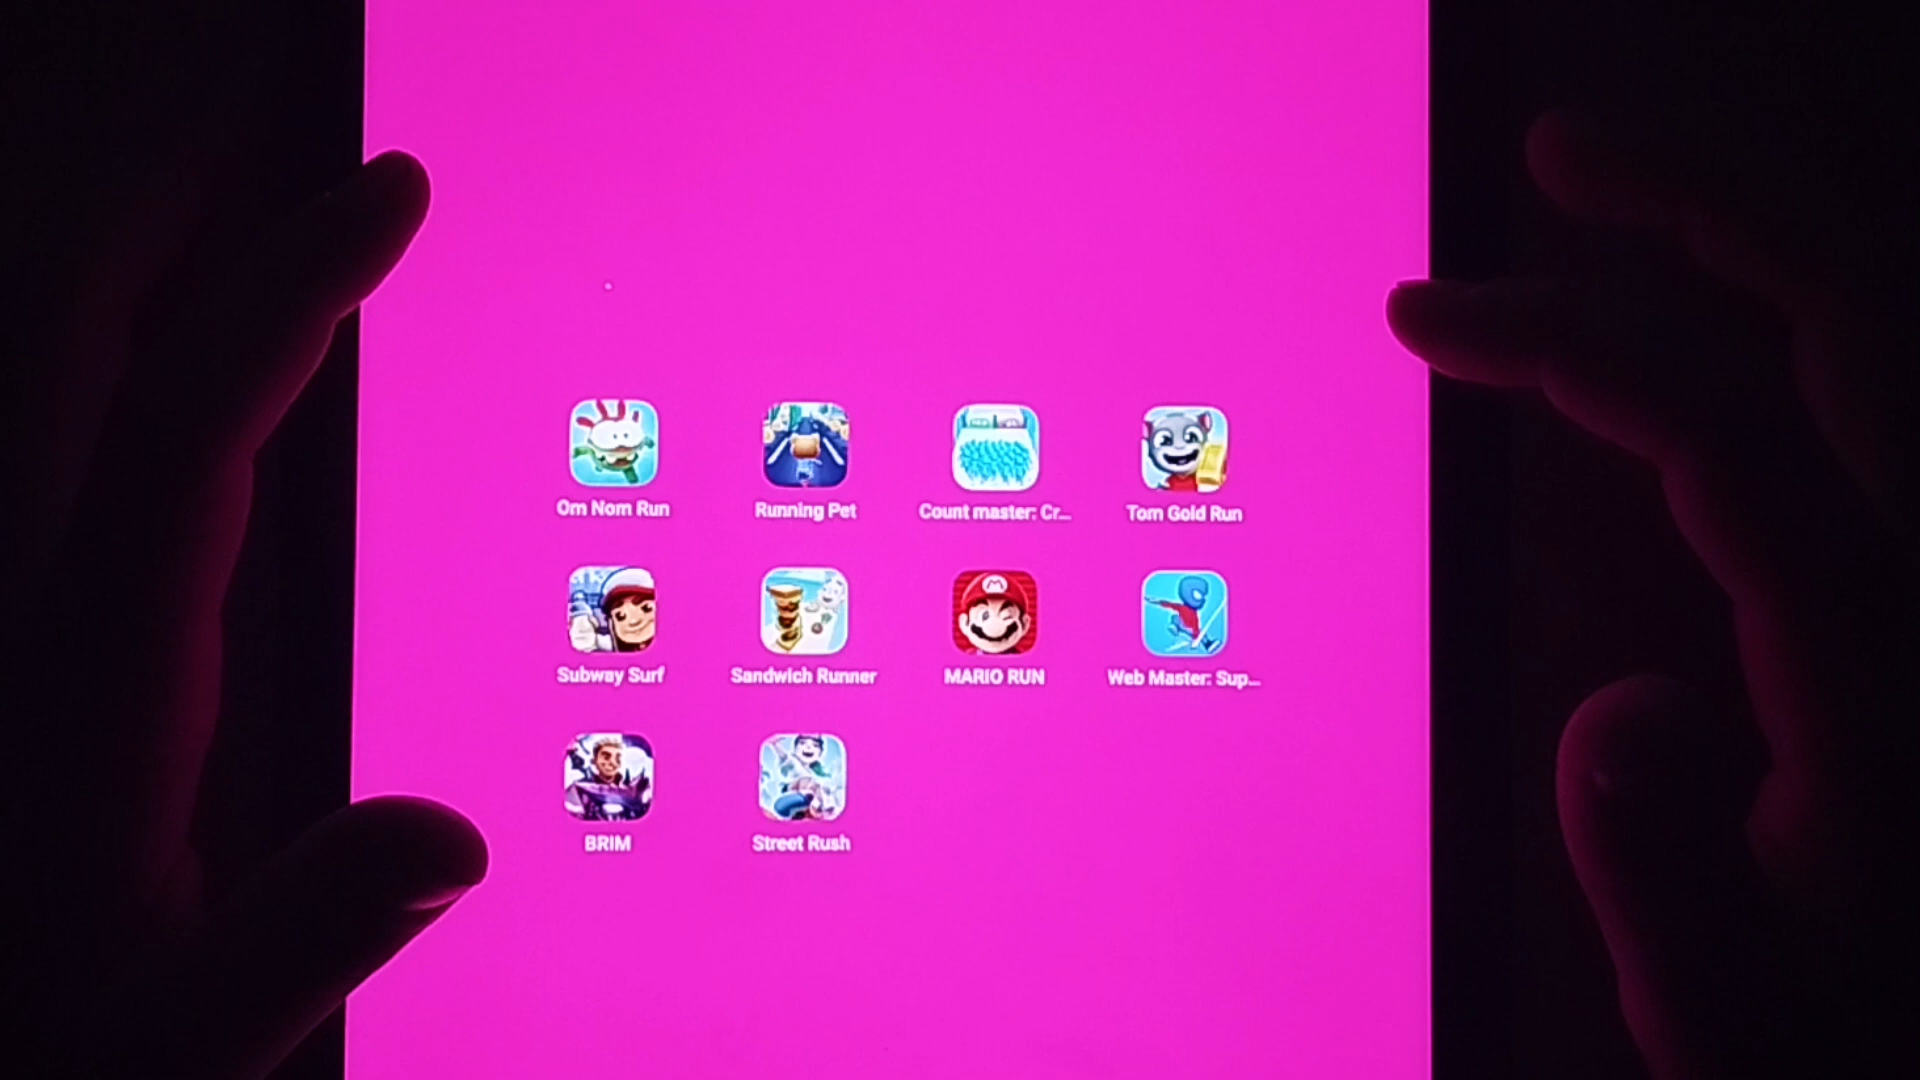 Om Nom Run
Running Pet
Count master: Cr...
Tom Gold Run
Subway Surf
Sandwich Runner
MARIO RUN
Web Master: Sup...
BRIM
Street Rush
M